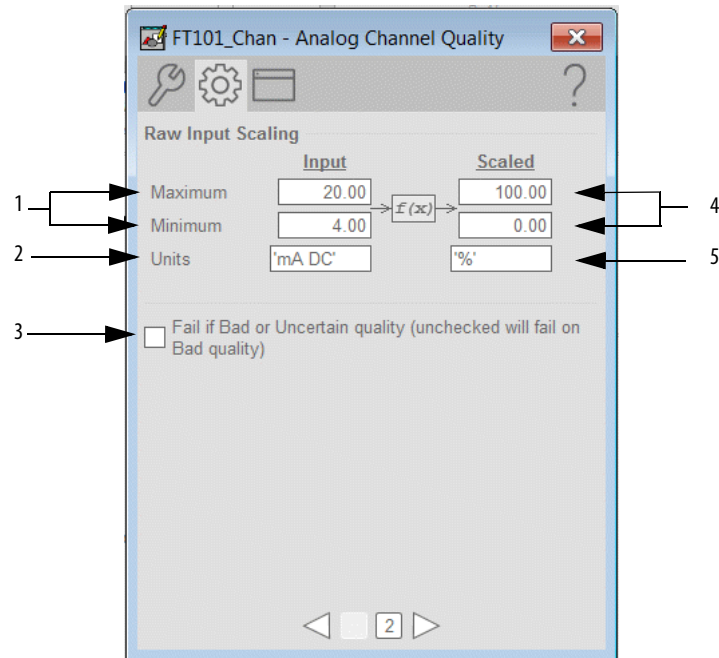 FT101_Chan - Analog Channel Quality
?
Raw Input Scaling
Input Scaled
1 Maximum 20.00 f(x) 100.00 4
Minimum 4.00 0.00
2 Units 'mA DC' '%' 5
3 Fail if Bad or Uncertain quality (unchecked will fail on
Bad quality)
2